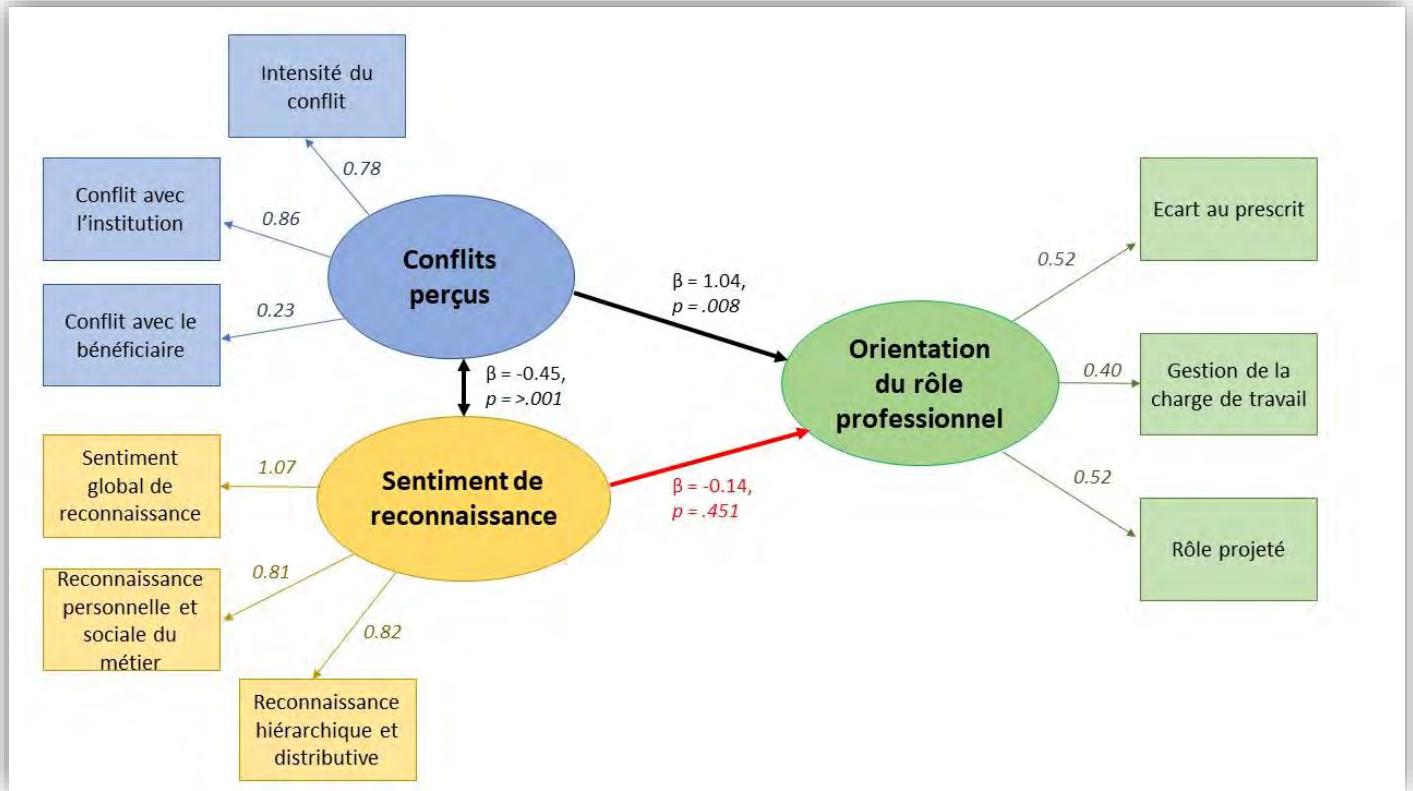 Intensité du
conflit
0.78
Conflit avec
l'institution
0.86
Conflit avec le
bénéficiaire
0.23
Conflits
perçus
β = 1.04,
p = .008
β = -0.45,
p = >.001
Sentiment
global de
reconnaissance
1.07
Sentiment de
reconnaissance
β = -0.14,
p = .451
Reconnaissance
personnelle et
sociale du
métier
0.81
0.82
Reconnaissance
hiérarchique et
distributive
Orientation
du rôle
professionnel
0.52
Ecart au prescrit
0.40
Gestion de la
charge de travail
0.52
Rôle projeté